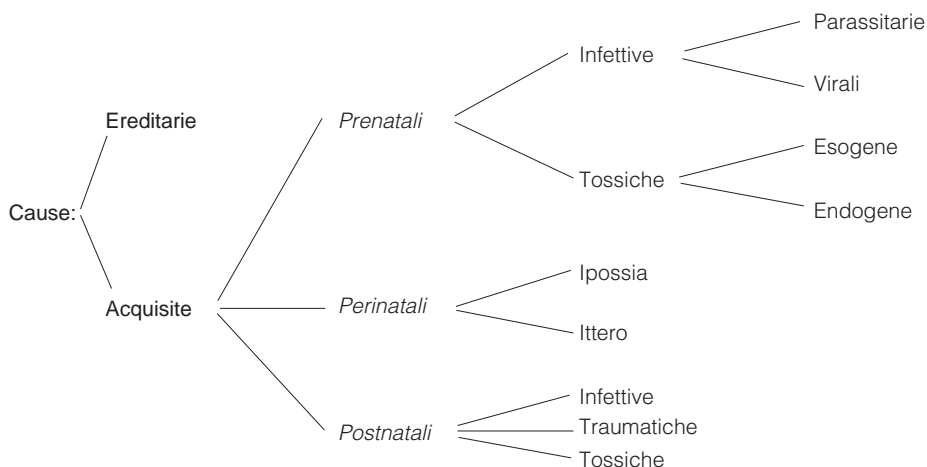 Cause:
Ereditarie
Acquisite
Prenatali
Infettive
Parassitarie
Virali
Tossiche
Esogene
Endogene
Perinatali
Ipossia
Ittero
Postnatali
Infettive
Traumatiche
Tossiche